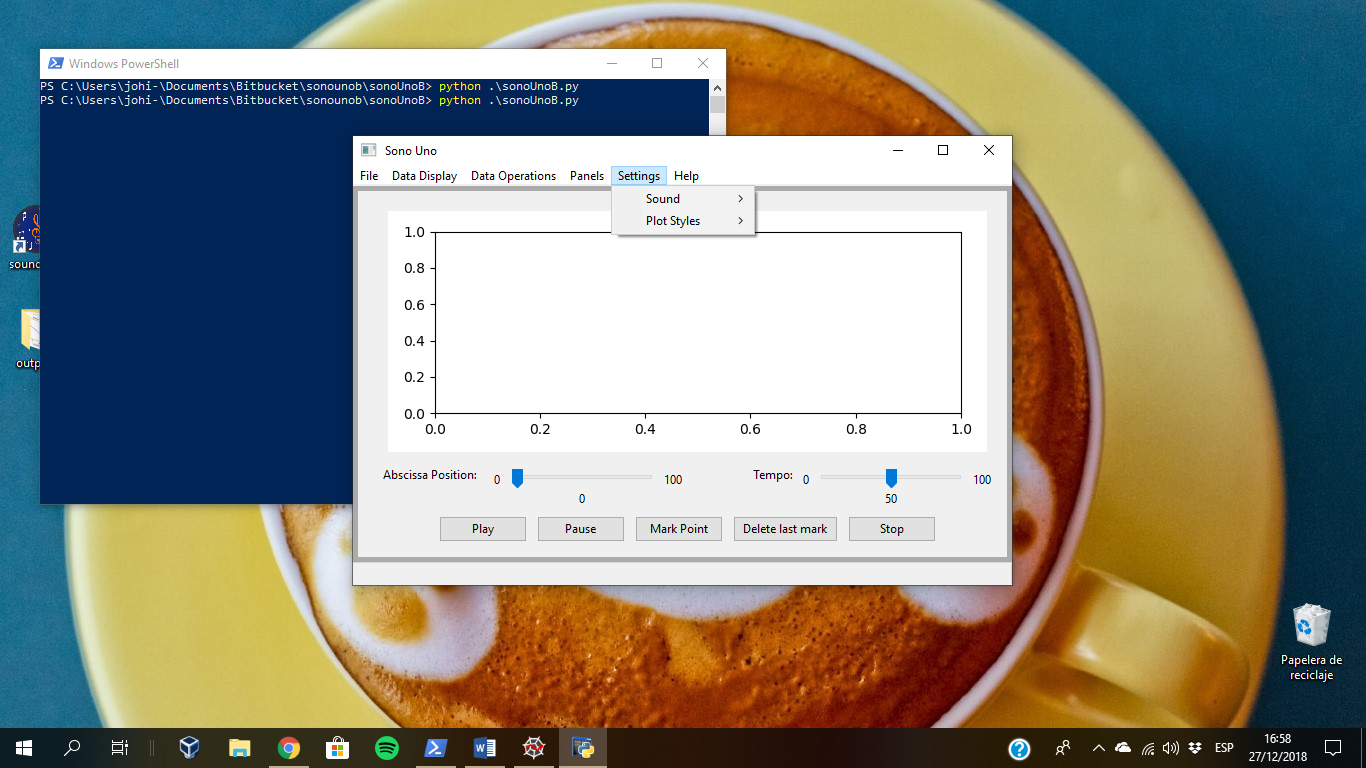 Windows PowerShell
PS C:\Users\johi-\Documents\Bitbucket\sonounob\sonoUnoB> python .\sonoUnoB.py
PS C:\Users\johi-\Documents\Bitbucket\sonounob\sonoUnoB> python .\sonoUnoB.py
Sono Uno
File Data Display Data Operations Panels Settings Help
Sound
Plot Styles
1.0
0.8
0.6
0.4
0.2
0.0
0.0 0.2 0.4 0.6 0.8 1.0
Abscissa Position: 0 100 Tempo: 0 100
0 50
Play Pause Mark Point Delete last mark Stop
Papelera de
reciclaje
ESP
16:58
27/12/2018